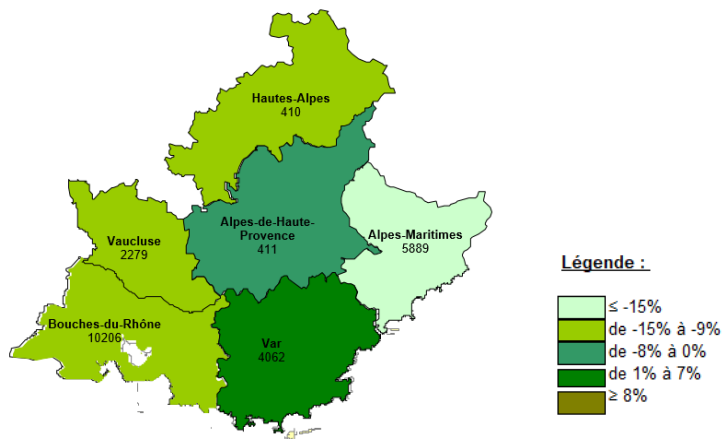 Hautes-Alpes
410
Alpes-de-Haute-
Provence
411
Alpes-Maritimes
5889
Vaucluse
2279
Bouches-du-Rhône
10206
Var
4062
Légende :
≤ -15%
de -15% à -9%
de -8% à 0%
de 1% à 7%
≥ 8%